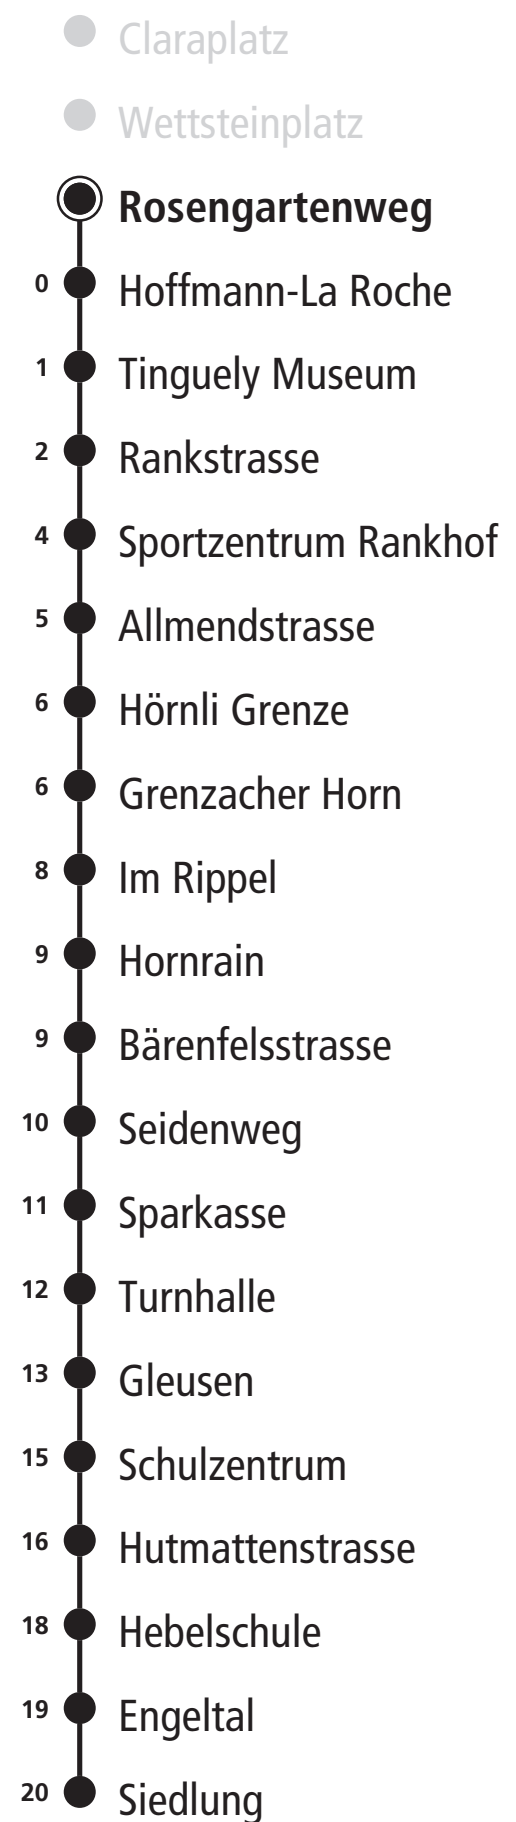 Claraplatz
Wettsteinplatz
Rosengartenweg
0 Hoffmann-La Roche
1 Tinguely Museum
2 Rankstrasse
4 Sportzentrum Rankhof
5 Allmendstrasse
6 Hörnli Grenze
6 Grenzacher Horn
8 Im Rippel
9 Hornrain
9 Bärenfelsstrasse
10 Seidenweg
11 Sparkasse
12 Turnhalle
13 Gleusen
15 Schulzentrum
16 Hutmattenstrasse
18 Hebelschule
19 Engeltal
20 Siedlung